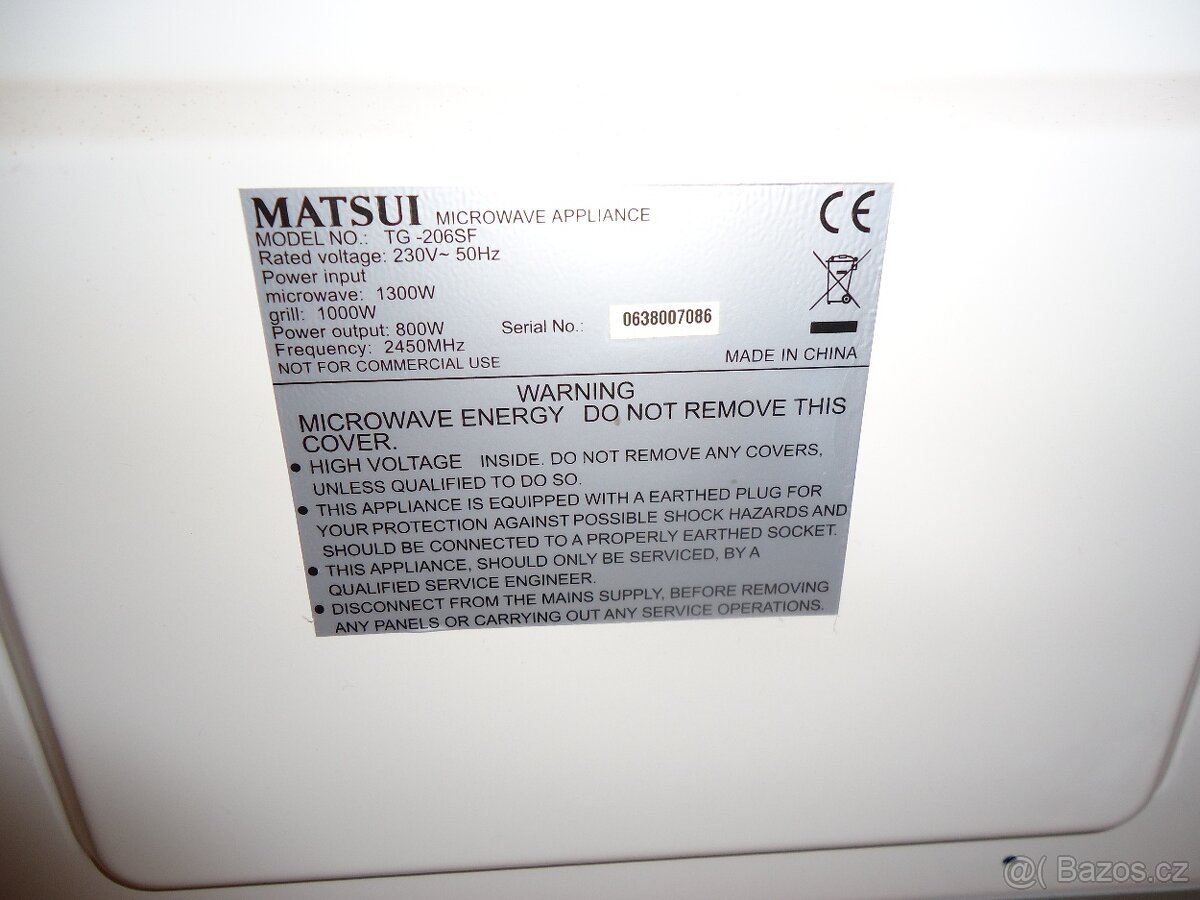 MATSUI MICROWAVE APPLIANCE
MODEL NO.: TG -206SF
Rated voltage: 230V~ 50Hz
Power input
microwave: 1300W
grill: 1000W
Power output: 800W
Serial No.: 0638007086
Frequency: 2450MHz
MADE IN CHINA
NOT FOR COMMERCIAL USE
CE
WARNING
MICROWAVE ENERGY DO NOT REMOVE THIS
COVER.
● HIGH VOLTAGE INSIDE. DO NOT REMOVE ANY COVERS,
UNLESS QUALIFIED TO DO SO.
● THIS APPLIANCE IS EQUIPPED WITH A EARTHED PLUG FOR
YOUR PROTECTION AGAINST POSSIBLE SHOCK HAZARDS AND
SHOULD BE CONNECTED TO A PROPERLY EARTHED SOCKET.
● THIS APPLIANCE, SHOULD ONLY BE SERVICED, BY A
QUALIFIED SERVICE ENGINEER.
● DISCONNECT FROM THE MAINS SUPPLY, BEFORE REMOVING
ANY PANELS OR CARRYING OUT ANY SERVICE OPERATIONS.
@( Bazos.cz